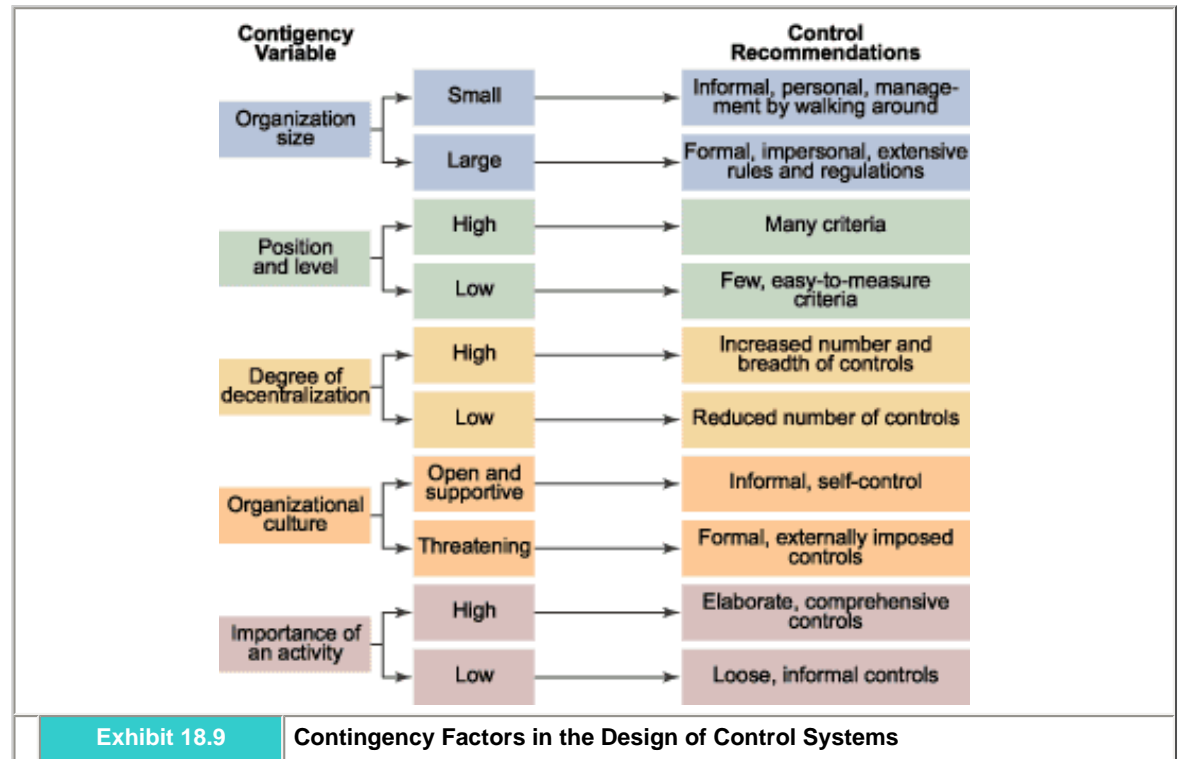 Contigency
Variable
Control
Recommendations
Organization
size
Small
Informal, personal, manage-
ment by walking around
Large
Formal, impersonal, extensive
rules and regulations
Position
and level
High
Many criteria
Low
Few, easy-to-measure
criteria
Degree of
decentralization
High
Increased number and
breadth of controls
Low
Reduced number of controls
Organizational
culture
Open and
supportive
Informal, self-control
Threatening
Formal, externally imposed
controls
Importance of
an activity
High
Elaborate, comprehensive
controls
Low
Loose, informal controls
Exhibit 18.9
Contingency Factors in the Design of Control Systems